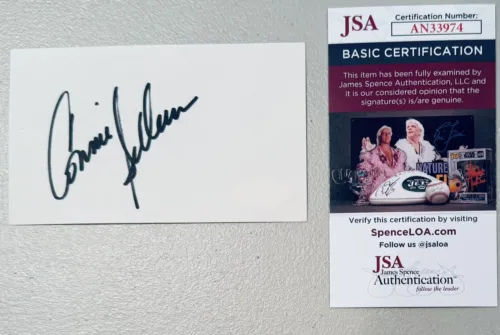 Connie Sellecca
JSA
Certification Number:
AN33974
BASIC CERTIFICATION
This item has been fully examined by
James Spence Authentication, LLC and
it is our considered opinion that the
signature(s) is/are genuine.
Verify this certification by visiting
SpenceLOA.com
Follow us @jsaloa
JSA
James Spence
Authentication
follow the leader